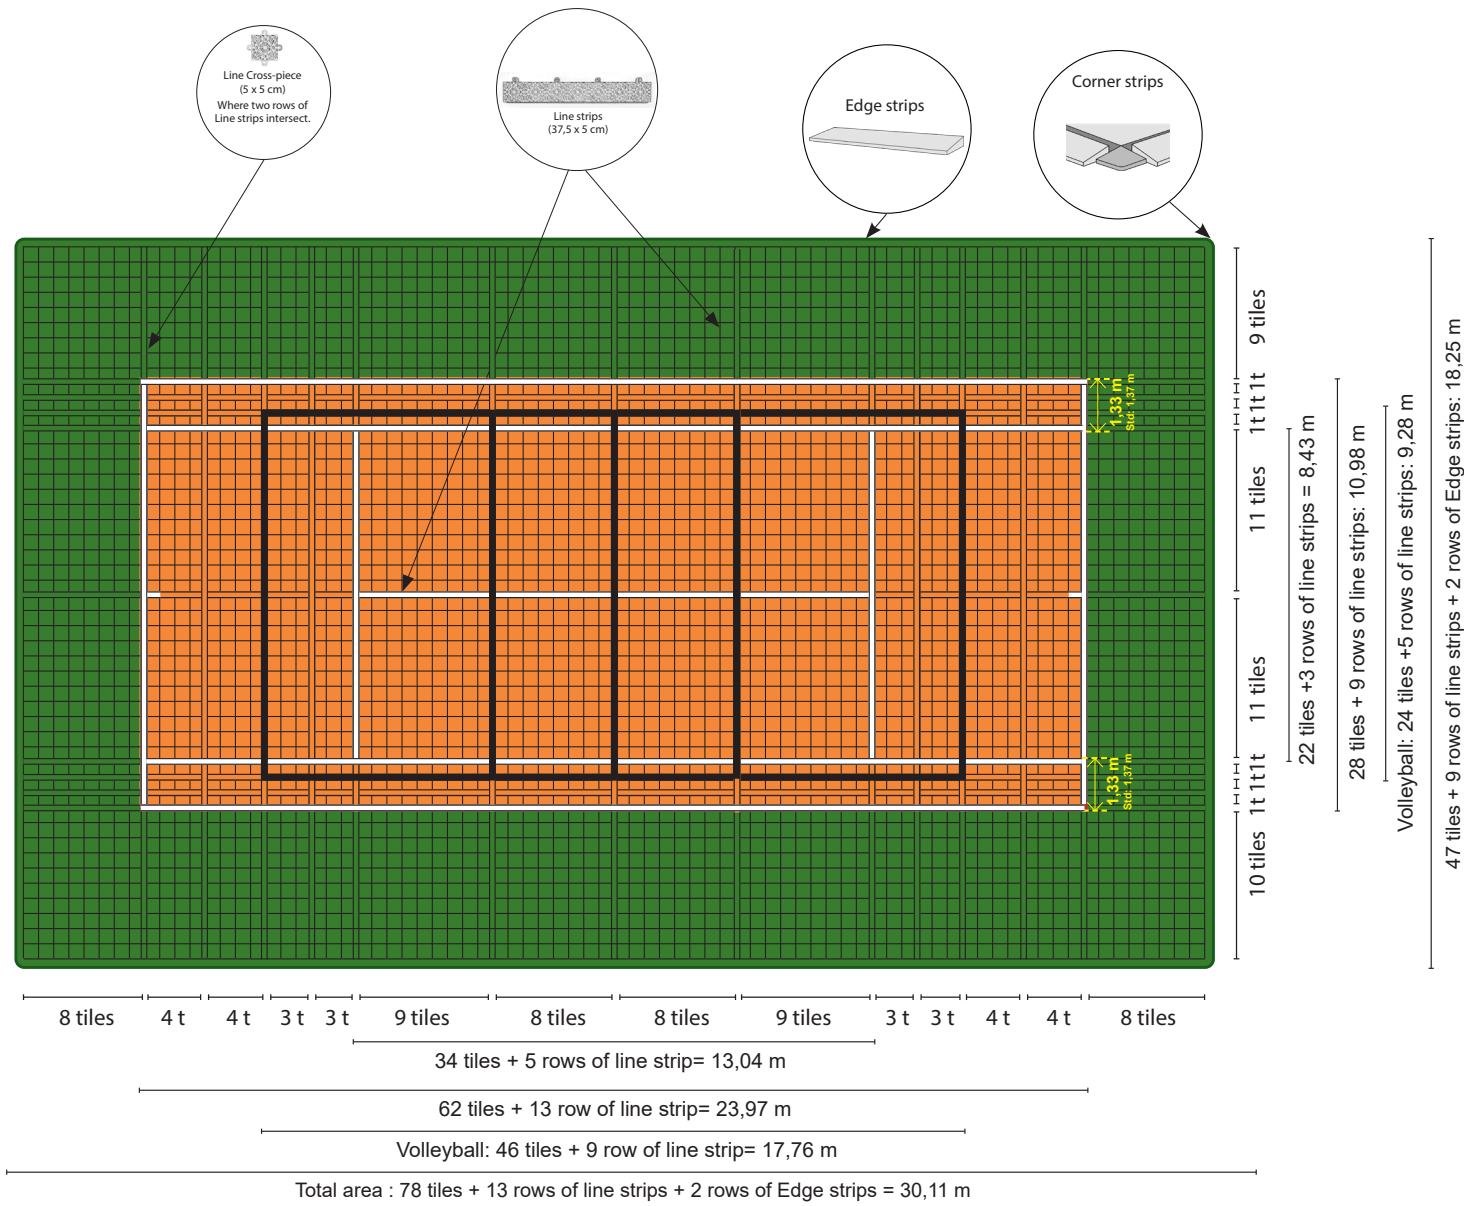 Line Cross-piece
(5 x 5 cm)
Where two rows of
Line strips intersect.
Line strips
(37,5 x 5 cm)
Edge strips
Corner strips
1,33 m
Std: 1,37 m
1,33 m
Std: 1,37 m
9 tiles
1t
1t
1t
11 tiles
11 tiles
1t
1t
1t
10 tiles
22 tiles +3 rows of line strips = 8,43 m
28 tiles + 9 rows of line strips: 10,98 m
Volleyball: 24 tiles +5 rows of line strips: 9,28 m
47 tiles + 9 rows of line strips + 2 rows of Edge strips: 18,25 m
8 tiles
4 t
4 t
3 t
3 t
9 tiles
8 tiles
8 tiles
9 tiles
3 t
3 t
4 t
4 t
8 tiles
34 tiles + 5 rows of line strip= 13,04 m
62 tiles + 13 row of line strip= 23,97 m
Volleyball: 46 tiles + 9 row of line strip= 17,76 m
Total area : 78 tiles + 13 rows of line strips + 2 rows of Edge strips = 30,11 m